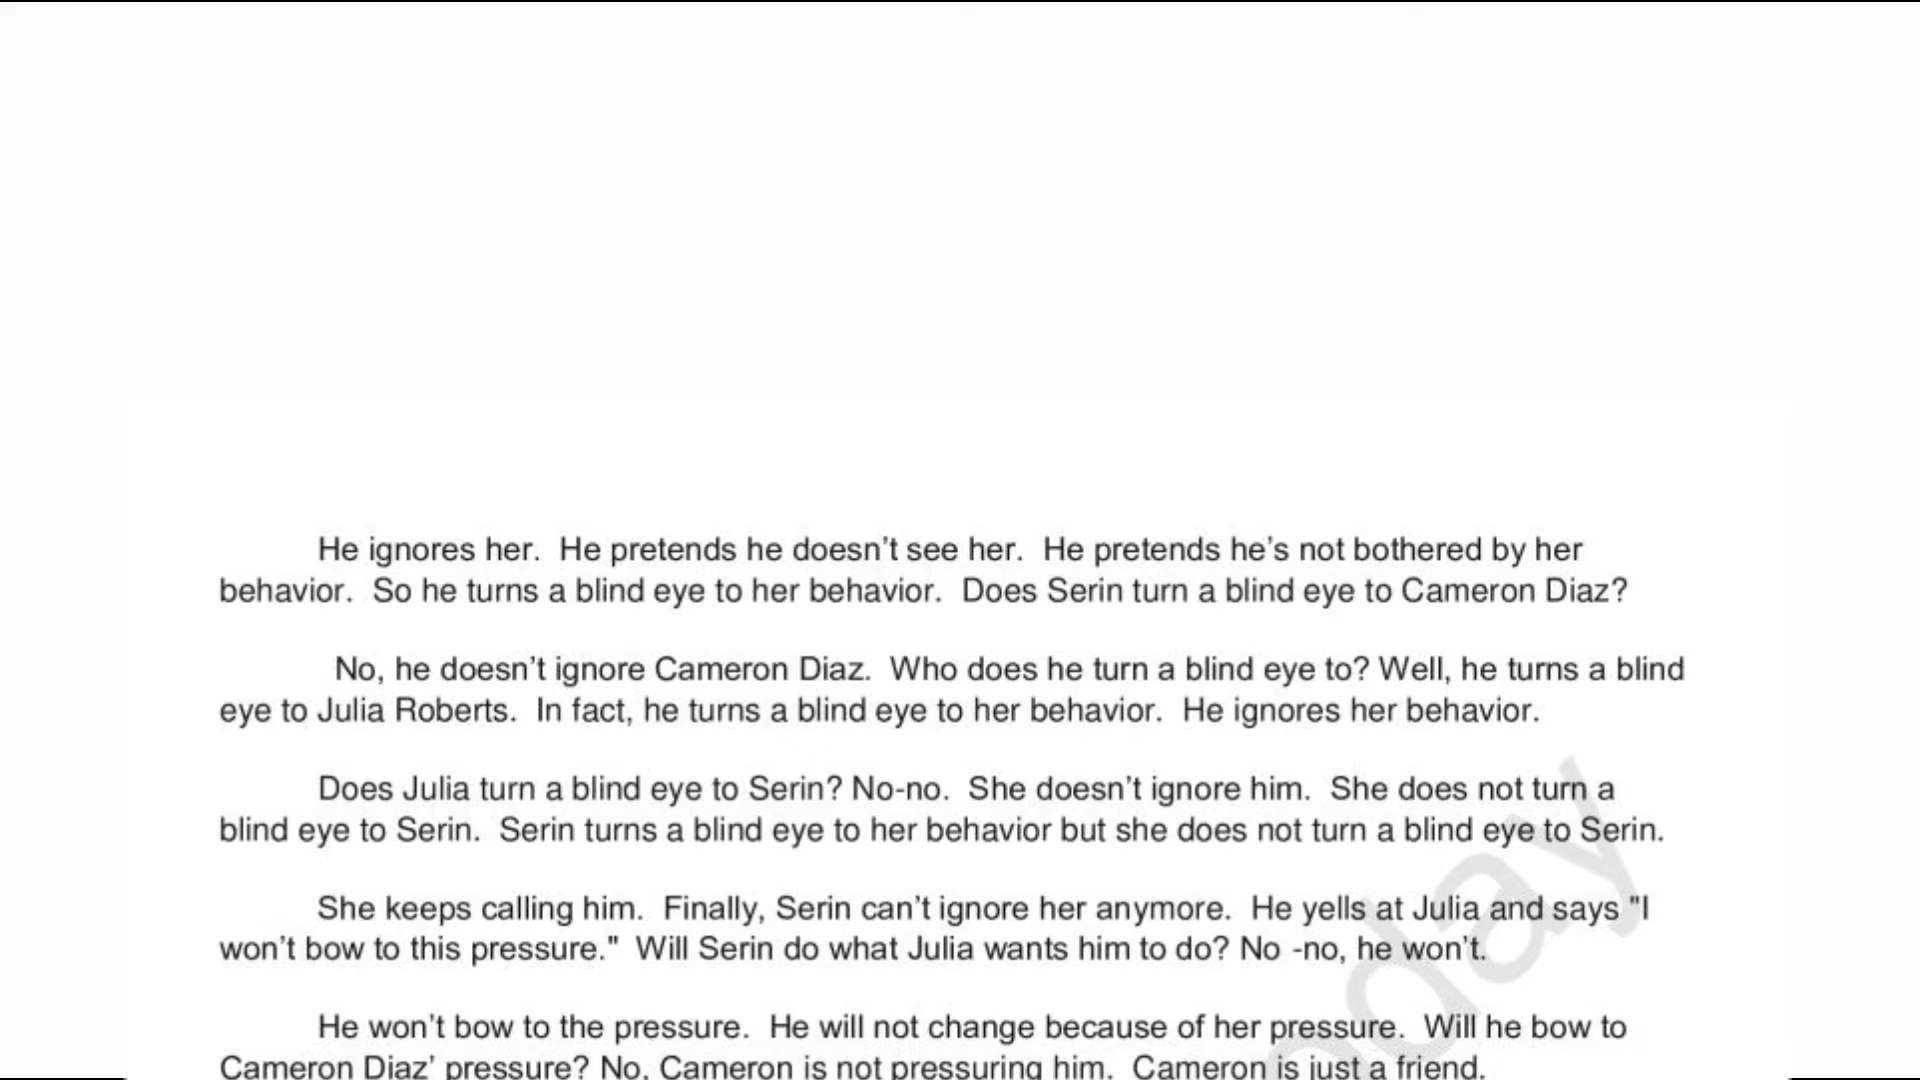 He ignores her.  He pretends he doesn't see her.  He pretends he's not bothered by her
behavior.  So he turns a blind eye to her behavior.  Does Serin turn a blind eye to Cameron Diaz?
No, he doesn't ignore Cameron Diaz.  Who does he turn a blind eye to? Well, he turns a blind
eye to Julia Roberts.  In fact, he turns a blind eye to her behavior.  He ignores her behavior.
Does Julia turn a blind eye to Serin? No-no.  She doesn't ignore him.  She does not turn a
blind eye to Serin.  Serin turns a blind eye to her behavior but she does not turn a blind eye to Serin.
She keeps calling him.  Finally, Serin can't ignore her anymore.  He yells at Julia and says "I
won't bow to this pressure."  Will Serin do what Julia wants him to do? No -no, he won't.
He won't bow to the pressure.  He will not change because of her pressure.  Will he bow to
Cameron Diaz' pressure? No, Cameron is not pressuring him.  Cameron is just a friend.